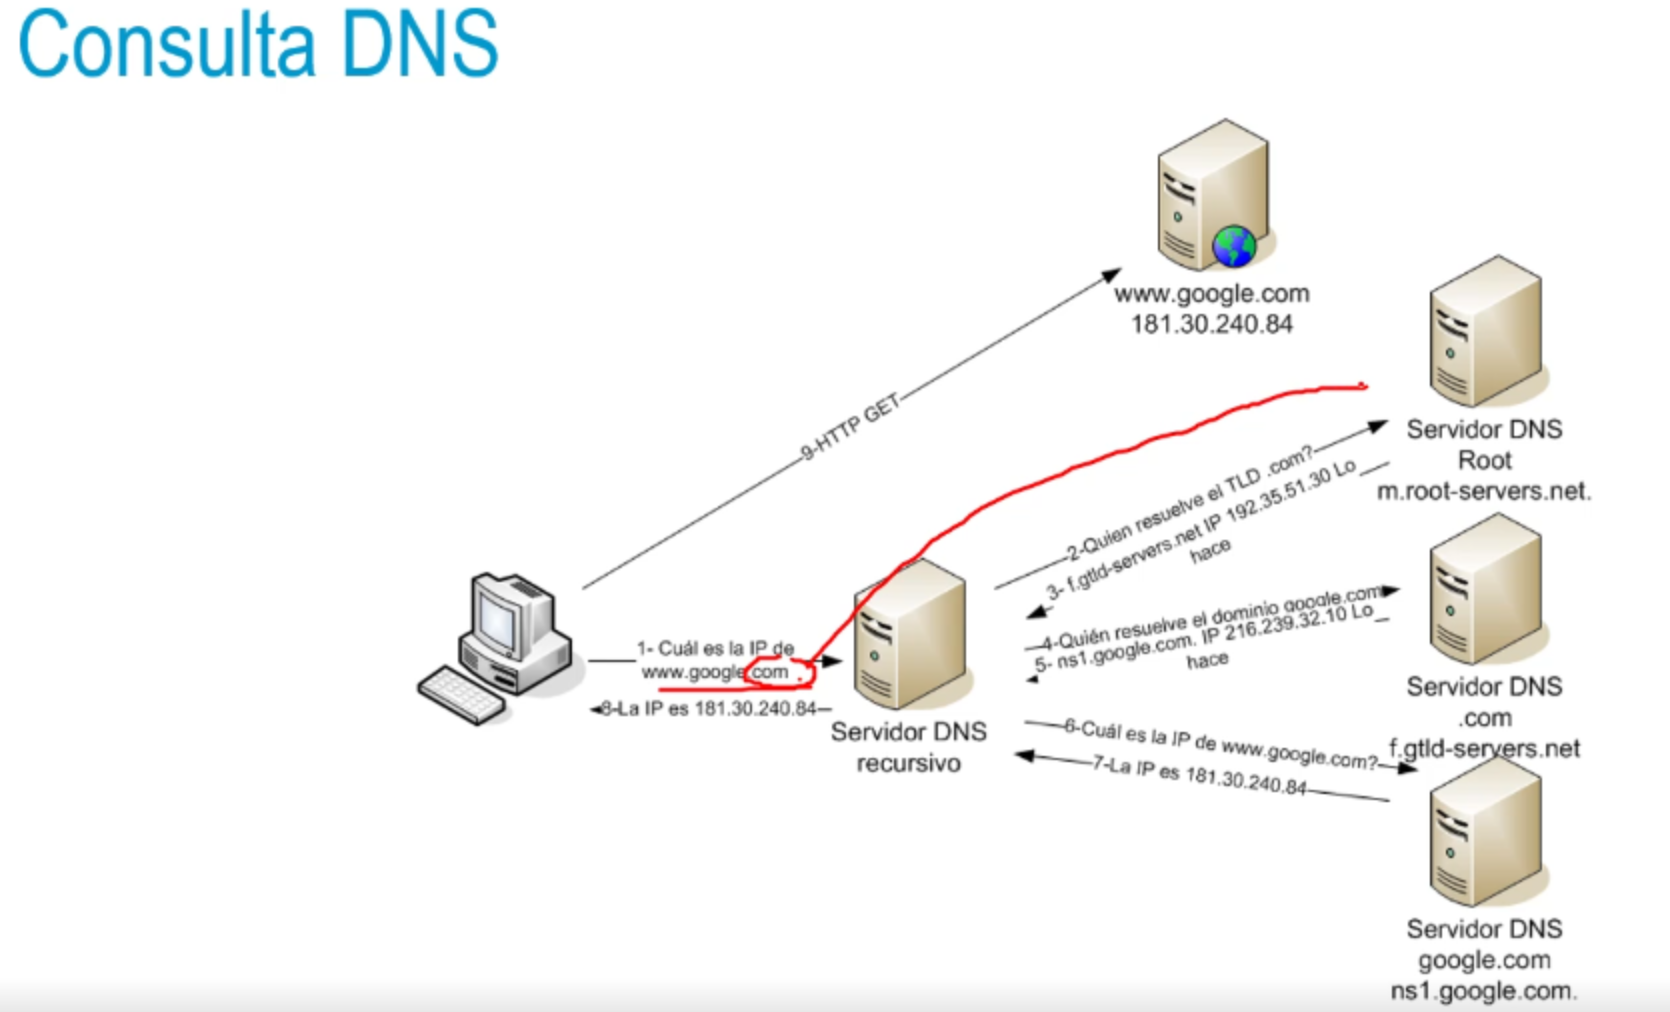 Consulta DNS
www.google.com
181.30.240.84
9-HTTP GET
Servidor DNS
Root
m.root-servers.net.
2-Quien resuelve el TLD .com?
3- f.gtld-servers.net IP 192.35.51.30 Lo
hace
1- Cuál es la IP de
www.google.com
8-La IP es 181.30.240.84
Servidor DNS
recursivo
4-Quién resuelve el dominio google.com
5- ns1.google.com. IP 216.239.32.10 Lo
hace
Servidor DNS
.com
f.gtld-servers.net
6-Cuál es la IP de www.google.com?
7-La IP es 181.30.240.84
Servidor DNS
google.com
ns1.google.com.